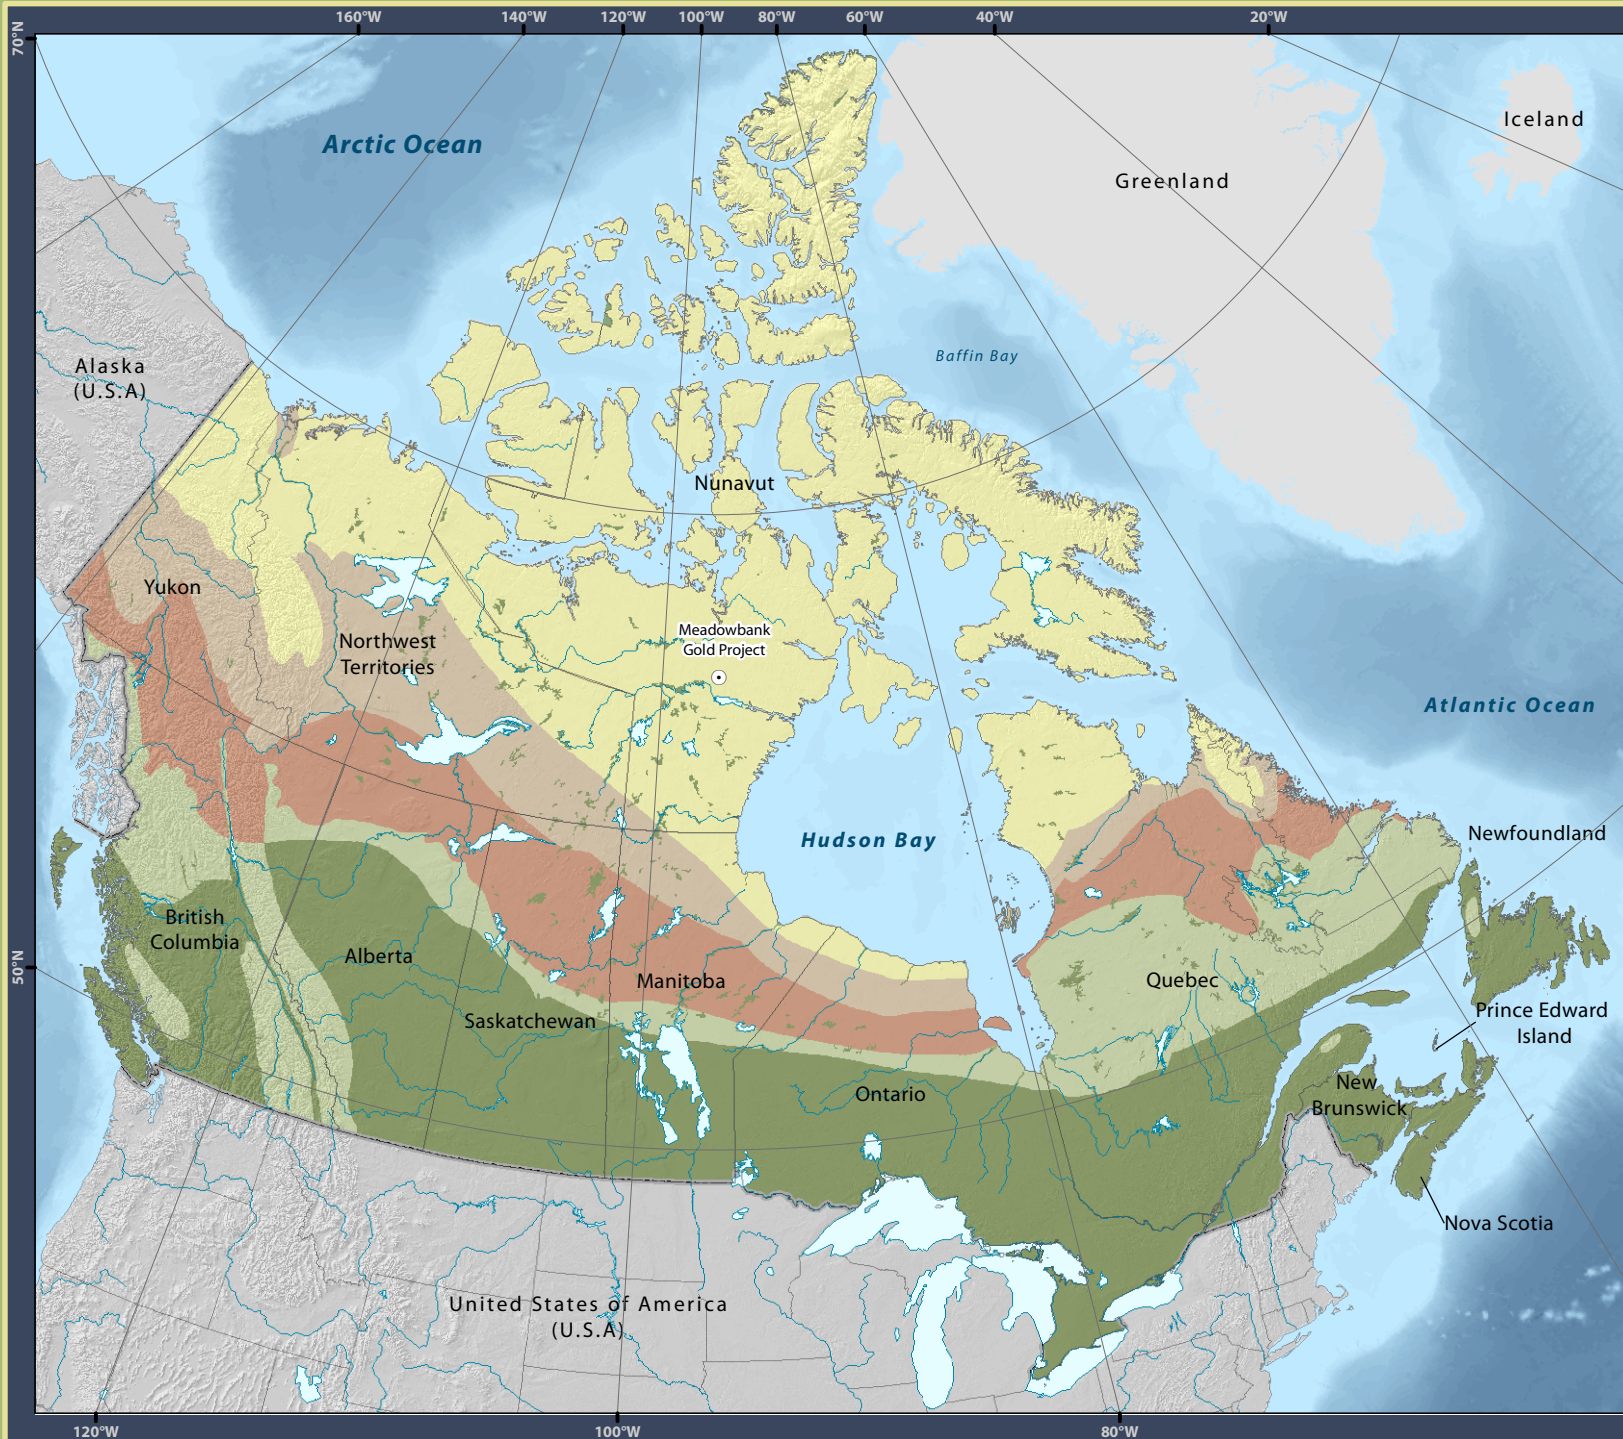 160°W
140°W
120°W
100°W
80°W
60°W
40°W
20°W
70°N
Arctic Ocean
Iceland
Greenland
Baffin Bay
Alaska
(U.S.A)
Nunavut
Yukon
Northwest
Territories
Meadowbank
Gold Project
Atlantic Ocean
Hudson Bay
Newfoundland
British
Columbia
Alberta
50°N
Manitoba
Quebec
Saskatchewan
Prince Edward
Island
Ontario
New
Brunswick
Nova Scotia
United States of America
(U.S.A)
120°W
100°W
80°W